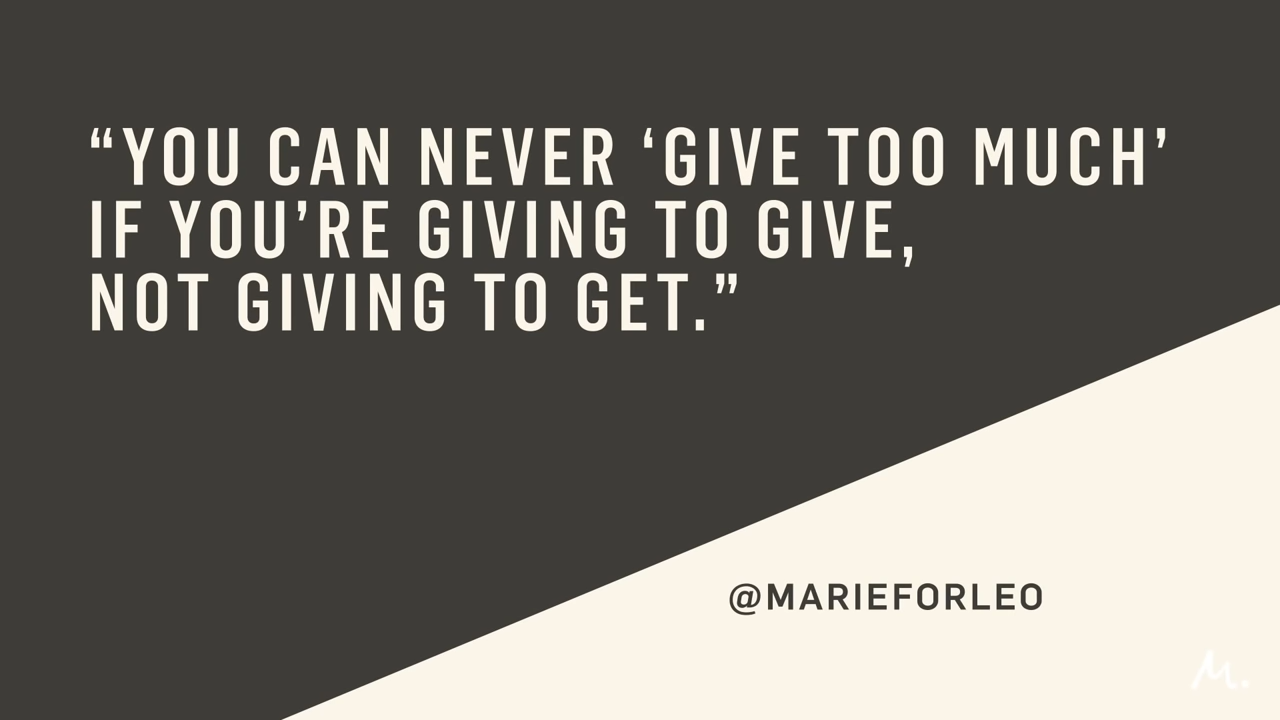 “YOU CAN NEVER ‘GIVE TOO MUCH’
IF YOU’RE GIVING TO GIVE,
NOT GIVING TO GET.”
@MARIEFORLEO
M.